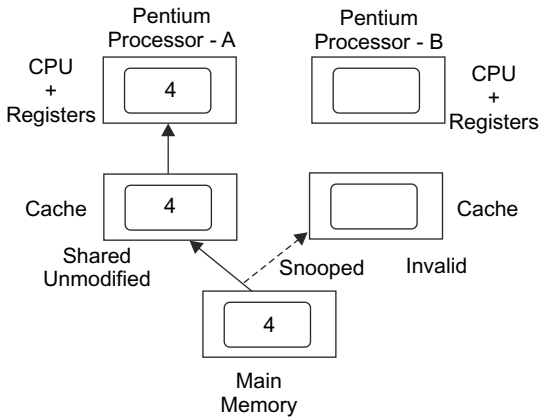 Pentium
Processor - A
Pentium
Processor - B
CPU
+
Registers
4
CPU
+
Registers
Cache
4
Cache
Shared
Unmodified
Snooped
Invalid
4
Main
Memory